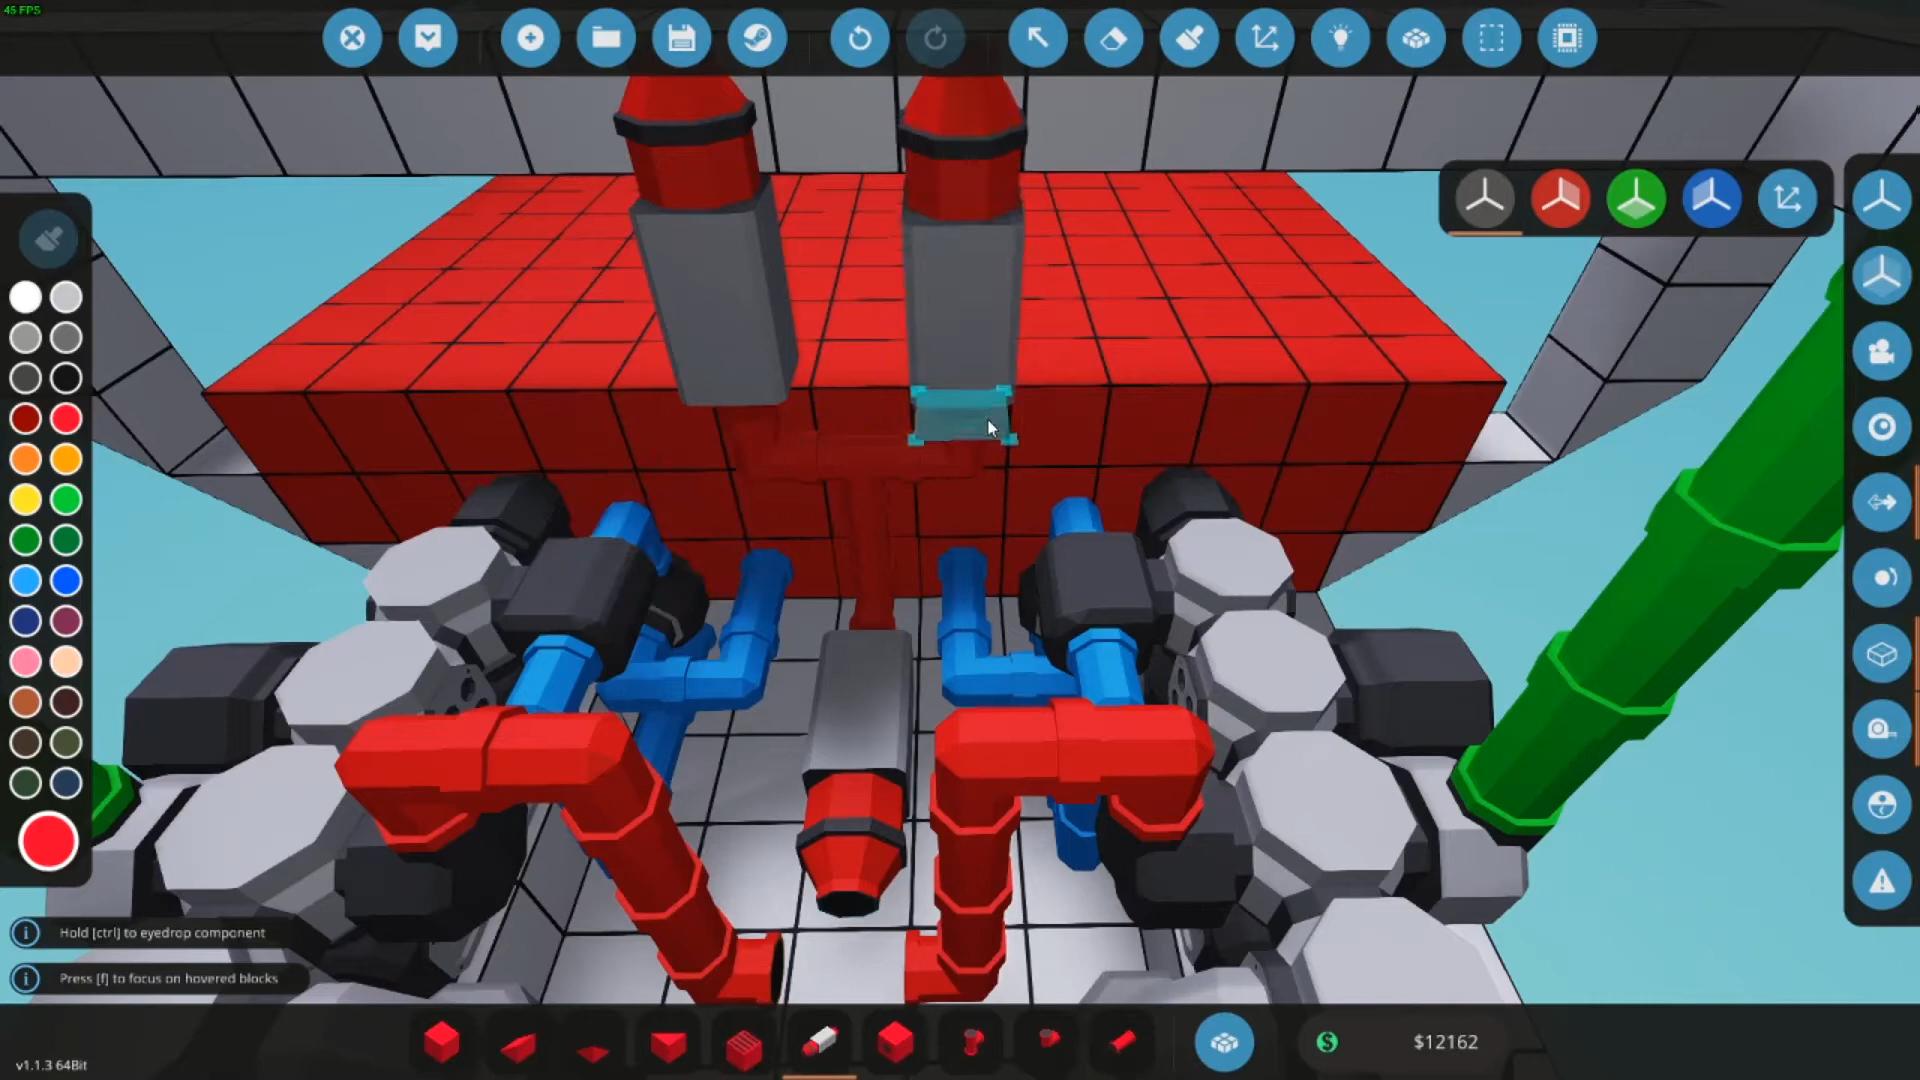 45 FPS
Hold [ctrl] to eyedrop component
Press [f] to focus on hovered blocks
$12162
v1.1.3 64Bit